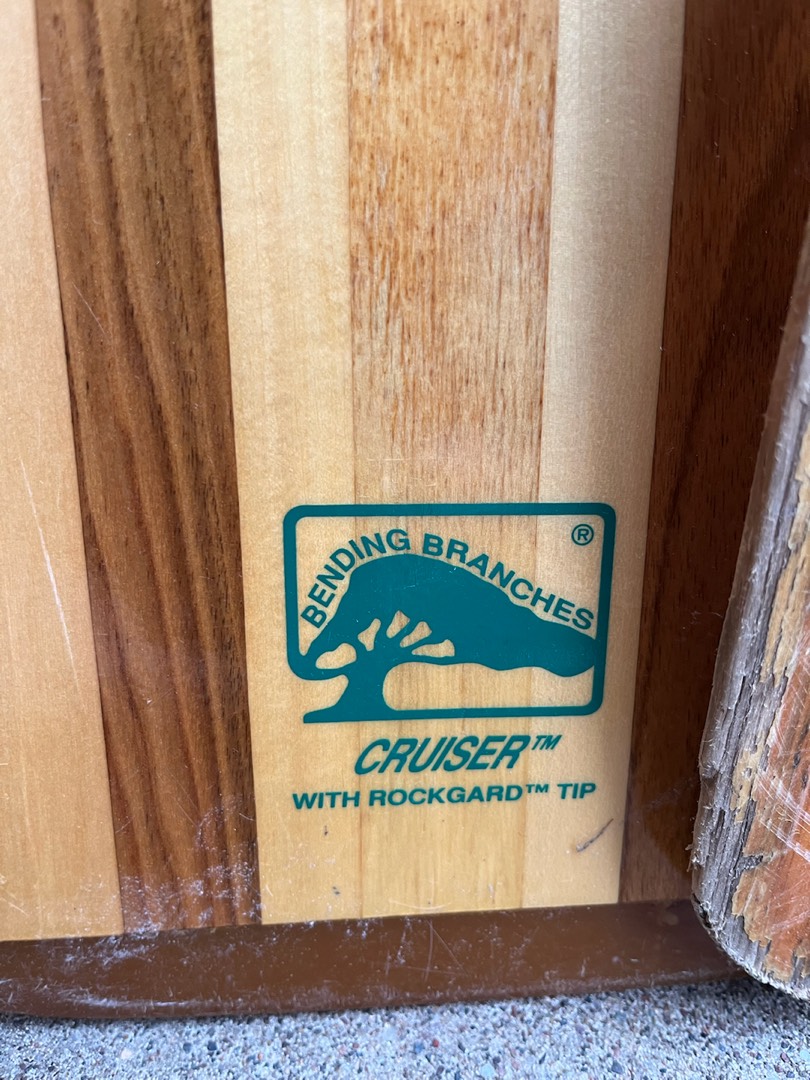 BENDING BRANCHES ®
CRUISER™
WITH ROCKGARD™ TIP